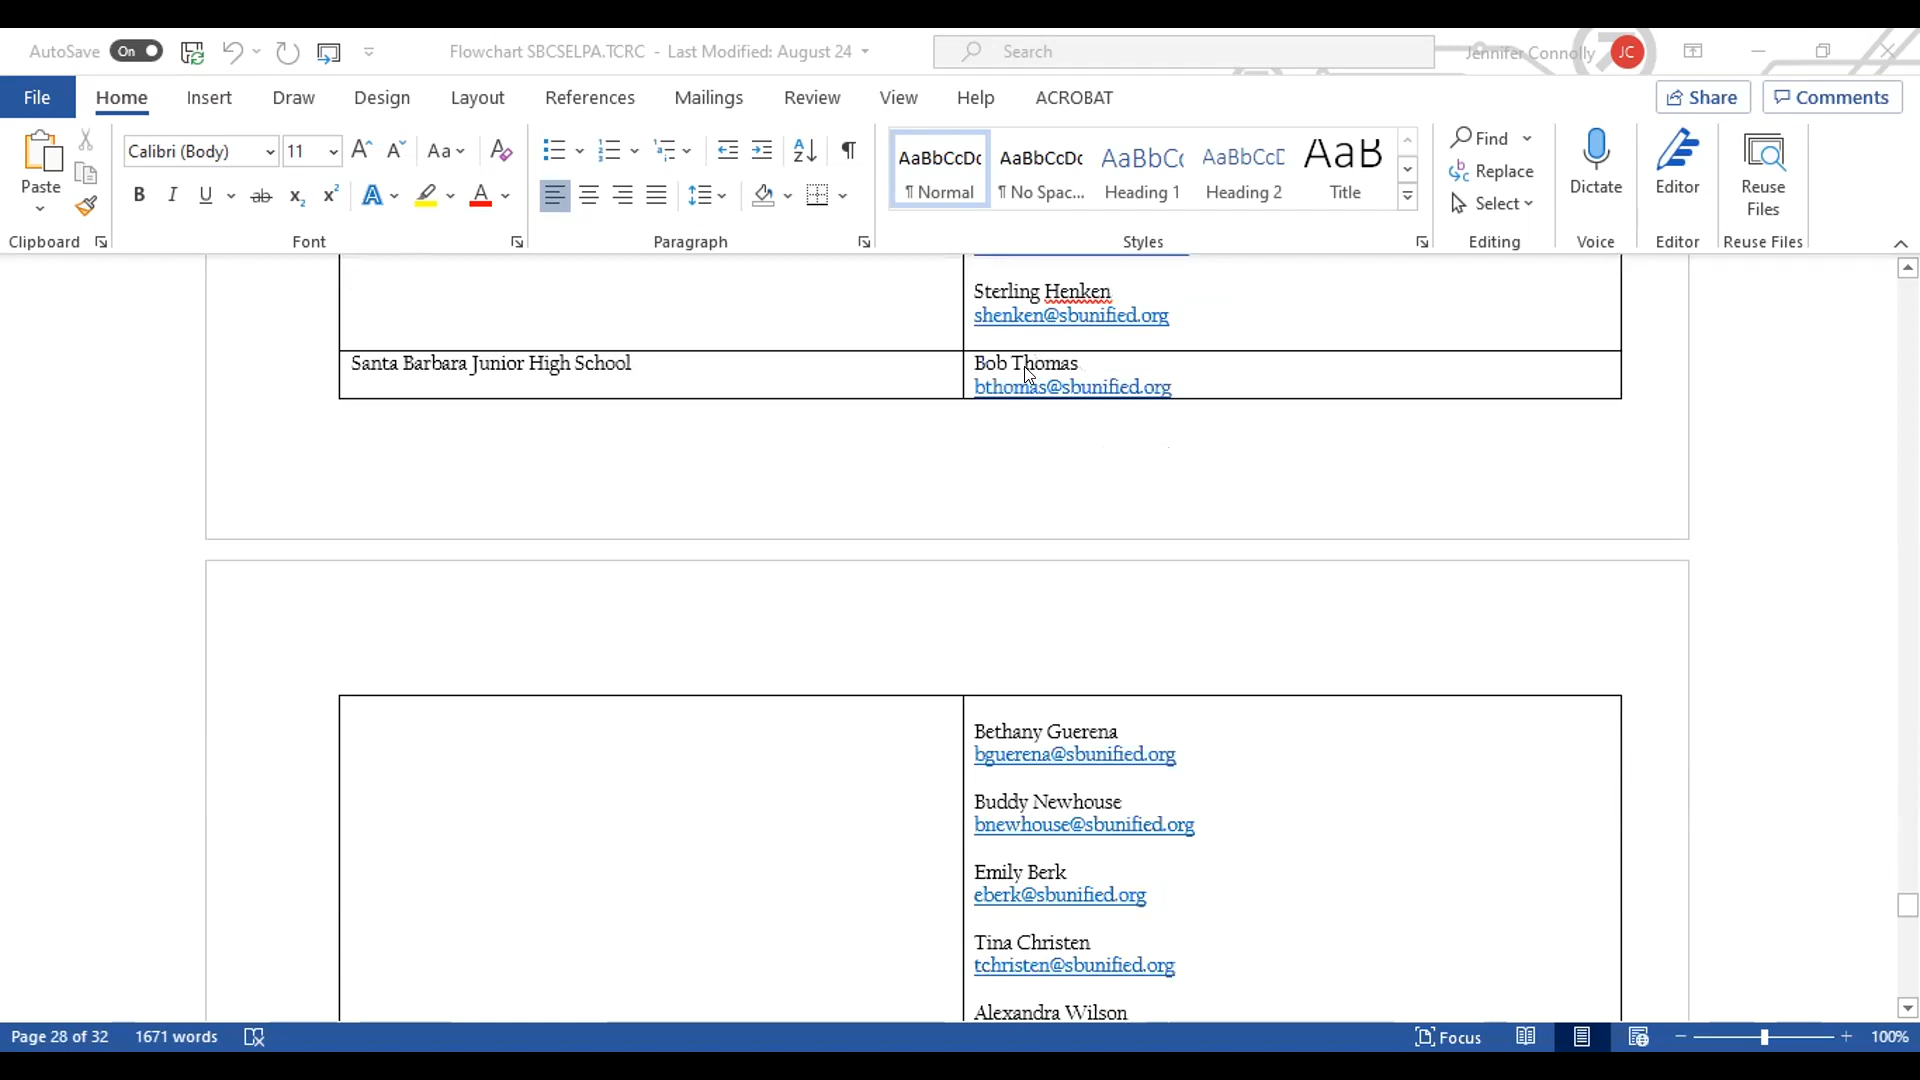 AutoSave On Flowchart SBCSELPA.TCRC - Last Modified: August 24 Search Jennifer Connolly JC
File Home Insert Draw Design Layout References Mailings Review View Help ACROBAT Share Comments
Paste
Clipboard
Calibri (Body) 11 Aa
B I U ab x₂ x² A A
Font
Paragraph
AaBbCcDc AaBbCcDc AaBbCc AaBbCcD AaB
¶ Normal ¶ No Spac... Heading 1 Heading 2 Title
Styles
Find
Replace
Select
Editing
Dictate
Voice
Editor
Editor
Reuse Files
Reuse Files
Sterling Henken
shenken@sbunified.org
Santa Barbara Junior High School
Bob Thomas
bthomas@sbunified.org
Bethany Guerena
bguerena@sbunified.org
Buddy Newhouse
bnewhouse@sbunified.org
Emily Berk
eberk@sbunified.org
Tina Christen
tchristen@sbunified.org
Alexandra Wilson
Page 28 of 32 1671 words Focus 100%